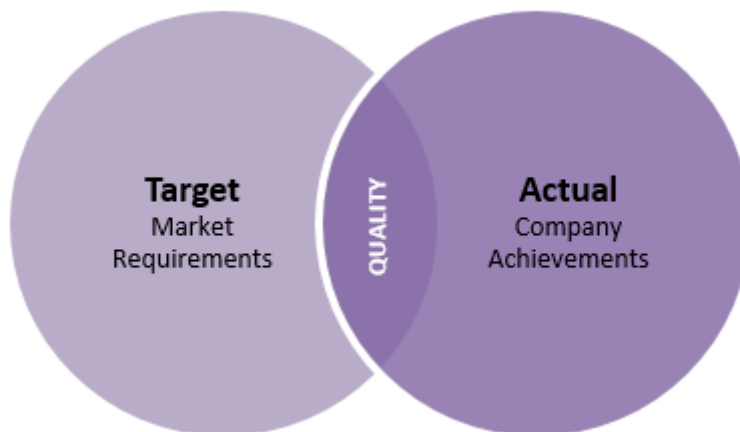 Target
Market
Requirements
QUALITY
Actual
Company
Achievements